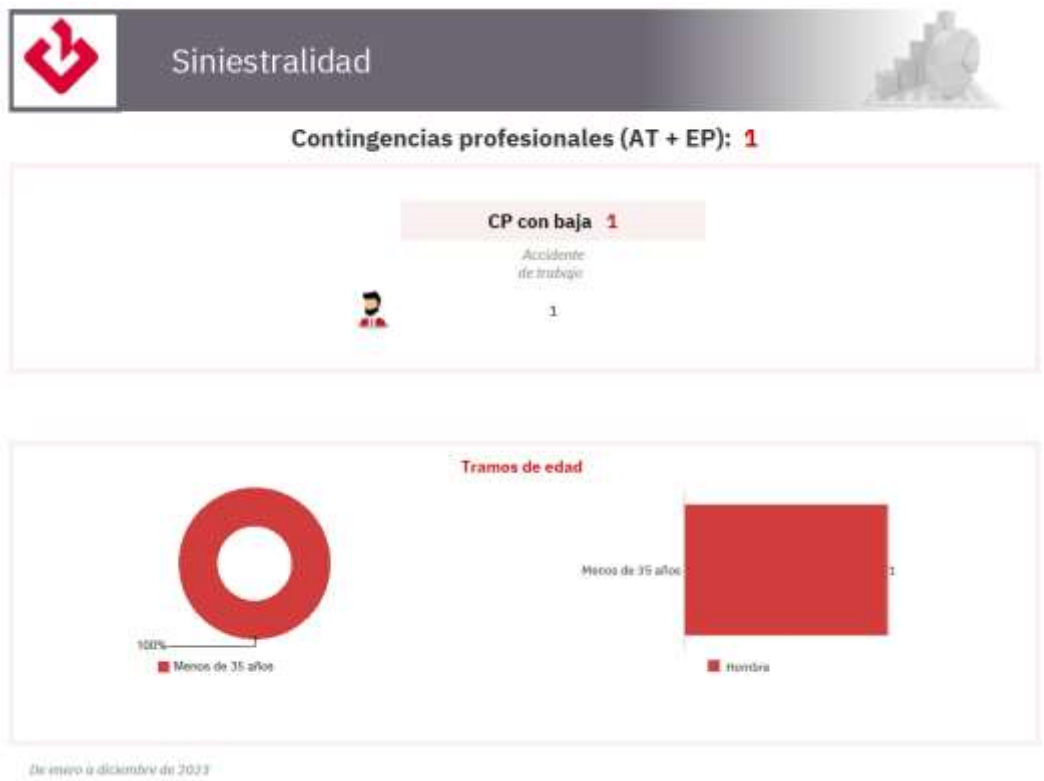 Siniestralidad
Contingencias profesionales (AT + EP): 1
CP con baja 1
Accidente
de trabajo
1
Tramos de edad
100%
Menos de 35 años
Menos de 35 años
1
Hombre
De enero a diciembre de 2023